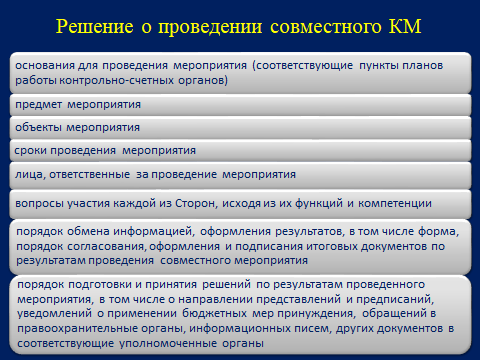 Решение о проведении совместного КМ
основания для проведения мероприятия (соответствующие пункты планов
работы контрольно-счетных органов)
предмет мероприятия
объекты мероприятия
сроки проведения мероприятия
лица, ответственные за проведение мероприятия
вопросы участия каждой из Сторон, исходя из их функций и компетенции
порядок обмена информацией, оформления результатов, в том числе форма,
порядок согласования, оформления и подписания итоговых документов по
результатам проведения совместного мероприятия
порядок подготовки и принятия решений по результатам проведенного
мероприятия, в том числе о направлении представлений и предписаний,
уведомлений о применении бюджетных мер принуждения, обращений в
правоохранительные органы, информационных писем, других документов в
соответствующие уполномоченные органы